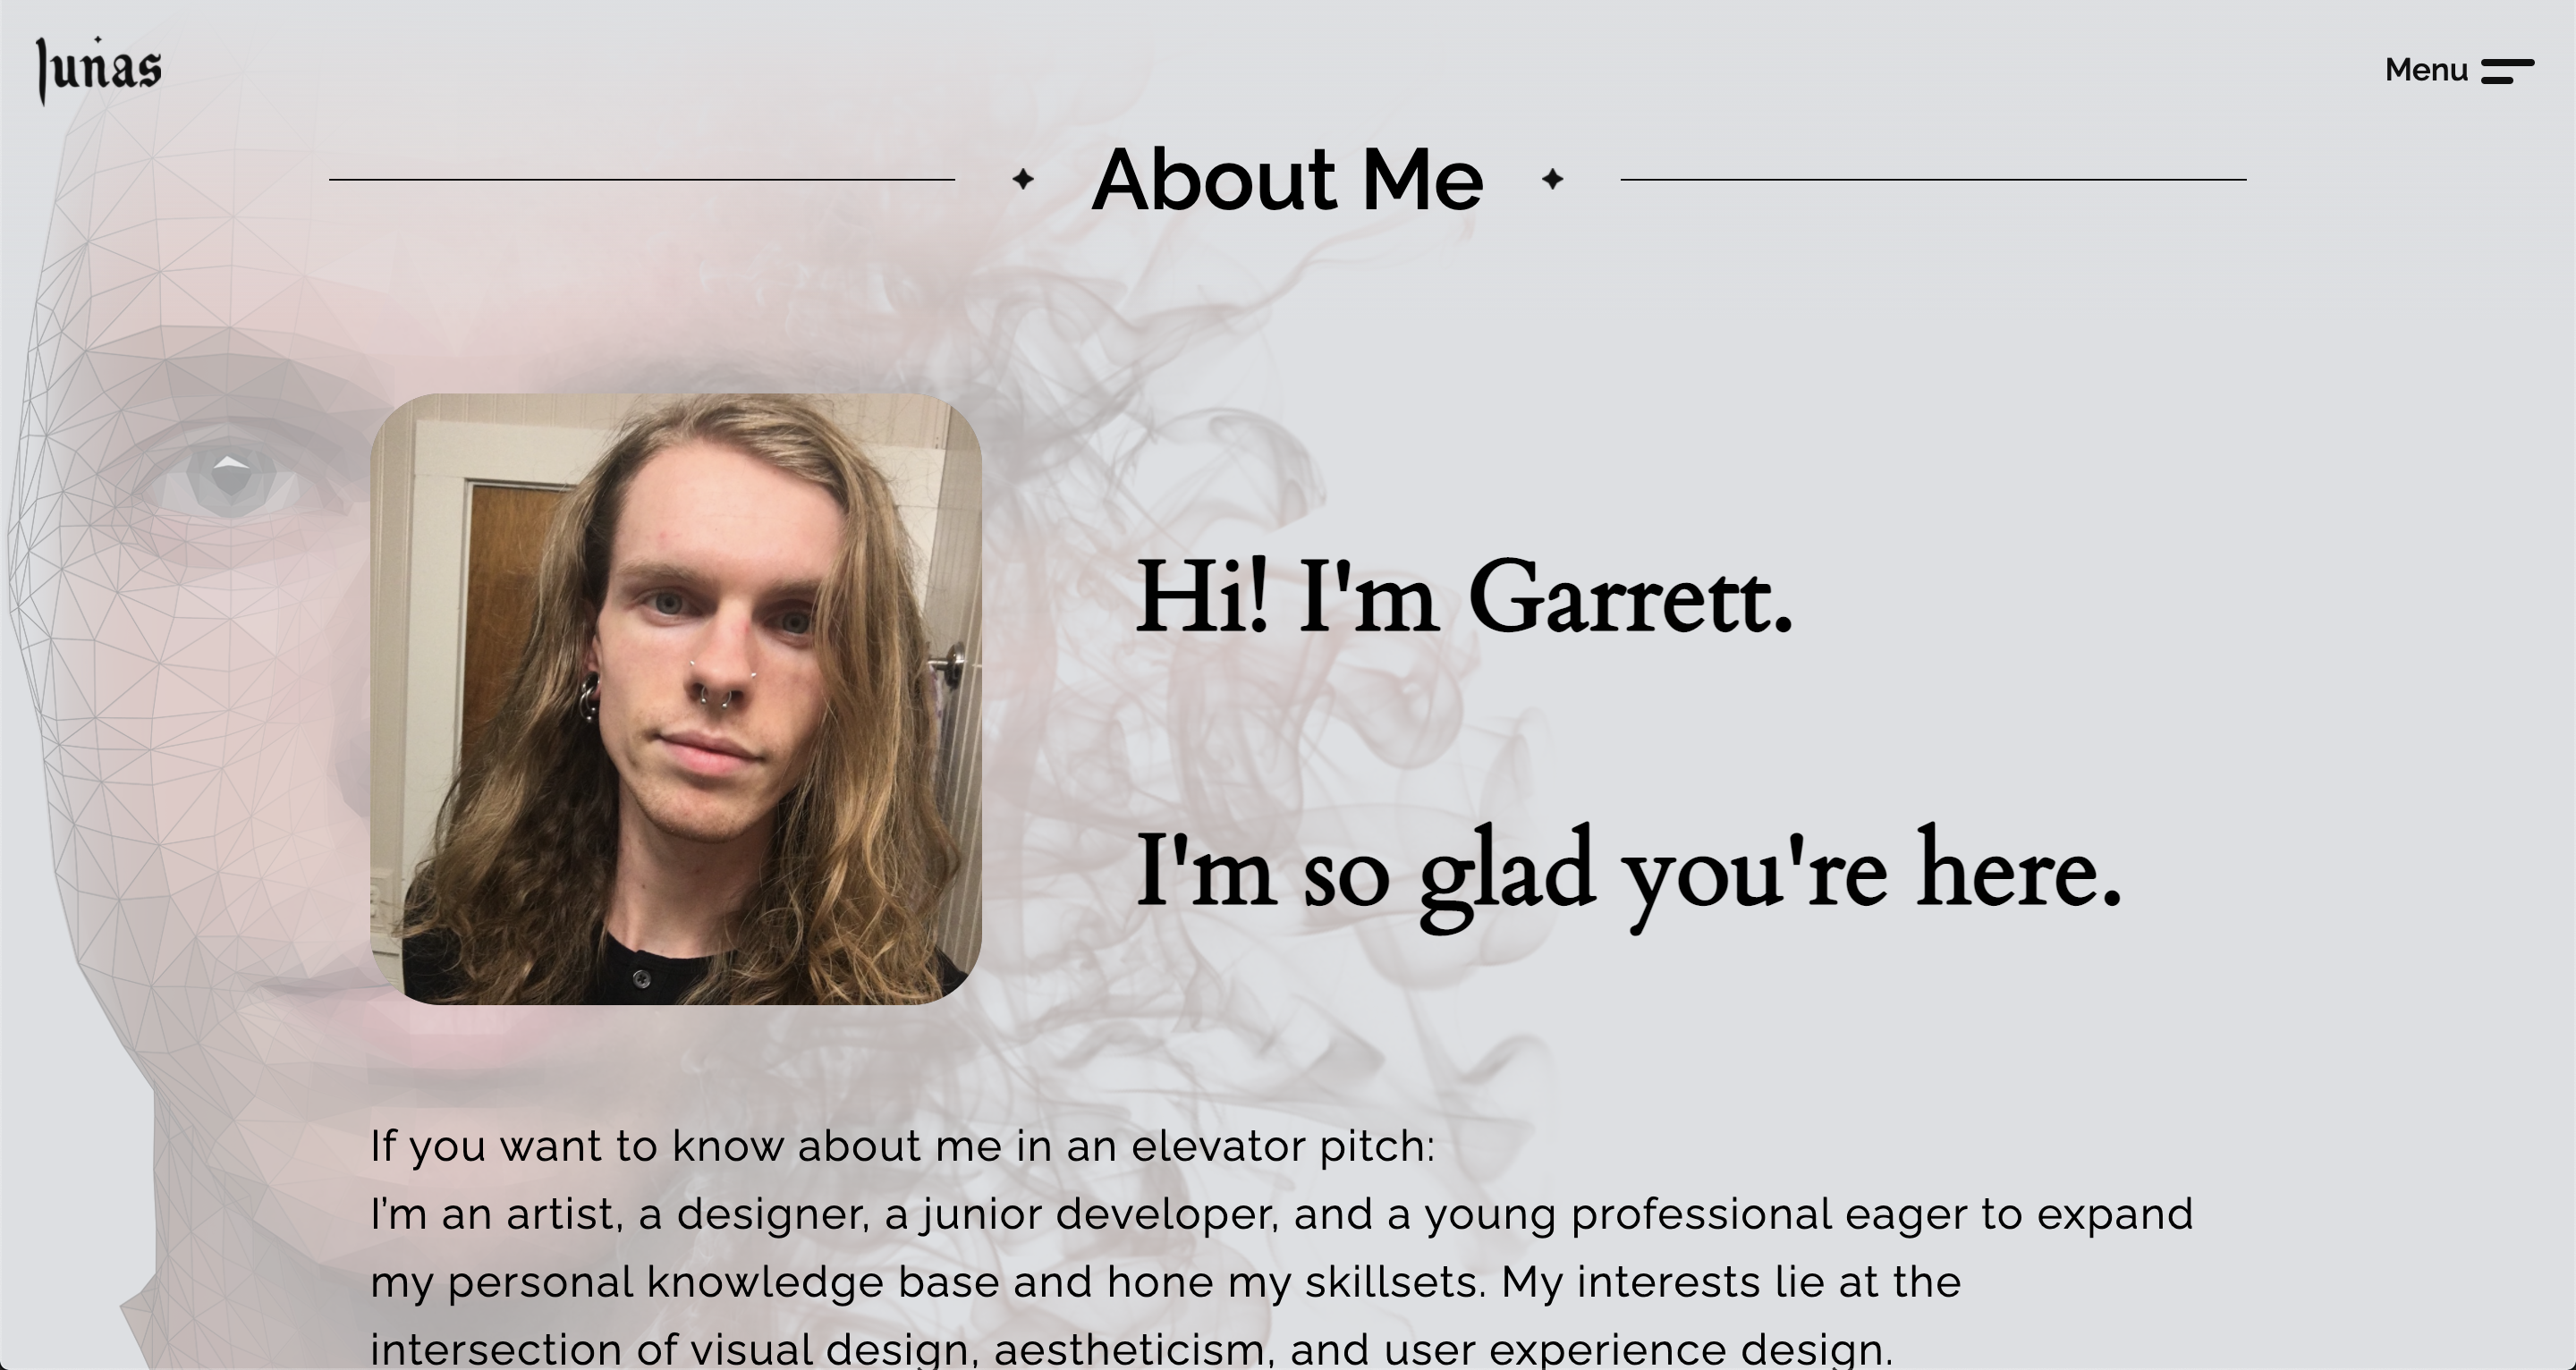 Junas
Menu
About Me
Hi! I'm Garrett.
I'm so glad you're here.
If you want to know about me in an elevator pitch:
I’m an artist, a designer, a junior developer, and a young professional eager to expand
my personal knowledge base and hone my skillsets. My interests lie at the
intersection of visual design, aestheticism, and user experience design.